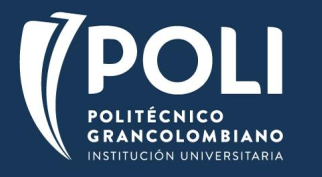 POLI
POLITÉCNICO
GRANCOLOMBIANO
INSTITUCIÓN UNIVERSITARIA